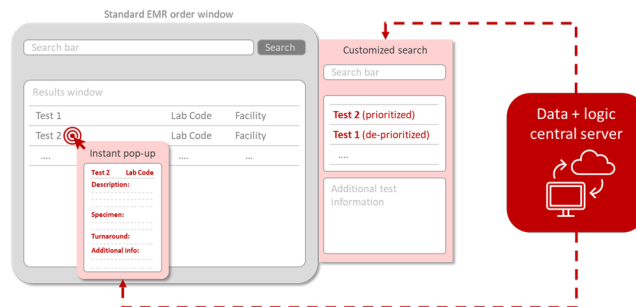 Standard EMR order window
Search bar
Search
Results window
Test 1 Lab Code Facility
Test 2 Lab Code Facility
.... .... ...
Instant pop-up
Test 2 Lab Code
Description:
Specimen:
Turnaround:
Additional info:
Customized search
Search bar
Test 2 (prioritized)
Test 1 (de-prioritized)
....
Additional test
information
Data + logic
central server